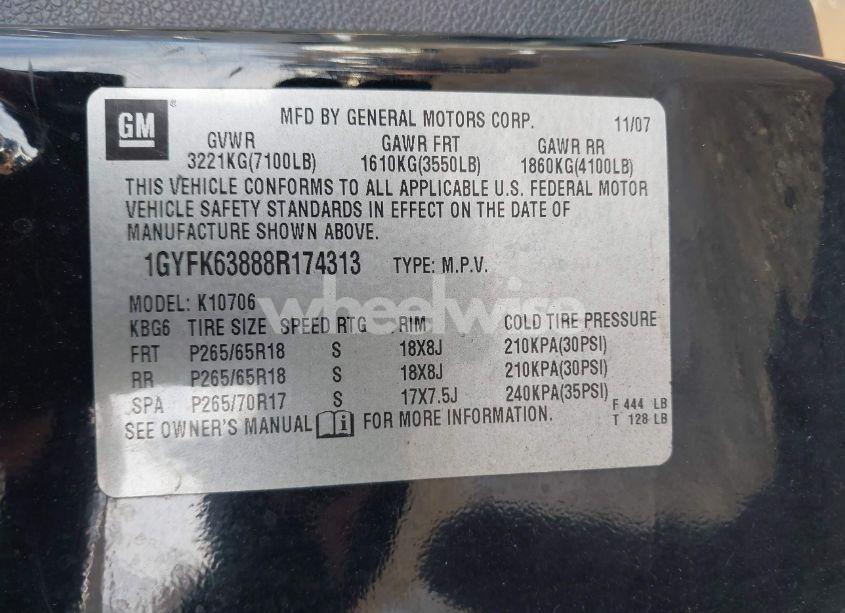 GM ® MFD BY GENERAL MOTORS CORP. 11/07
GVWR GAWR FRT GAWR RR
3221KG(7100LB) 1610KG(3550LB) 1860KG(4100LB)
THIS VEHICLE CONFORMS TO ALL APPLICABLE U.S. FEDERAL MOTOR
VEHICLE SAFETY STANDARDS IN EFFECT ON THE DATE OF
MANUFACTURE SHOWN ABOVE.
1GYFK63888R174313 TYPE: M.P.V.
MODEL: K10706
wheelwise
KBG6 TIRE SIZE SPEED RTG RIM COLD TIRE PRESSURE
FRT P265/65R18 S 18X8J 210KPA(30PSI)
RR P265/65R18 S 18X8J 210KPA(30PSI)
SPA P265/70R17 S 17X7.5J 240KPA(35PSI)
F 444 LB
SEE OWNER'S MANUAL i FOR MORE INFORMATION.
T 128 LB